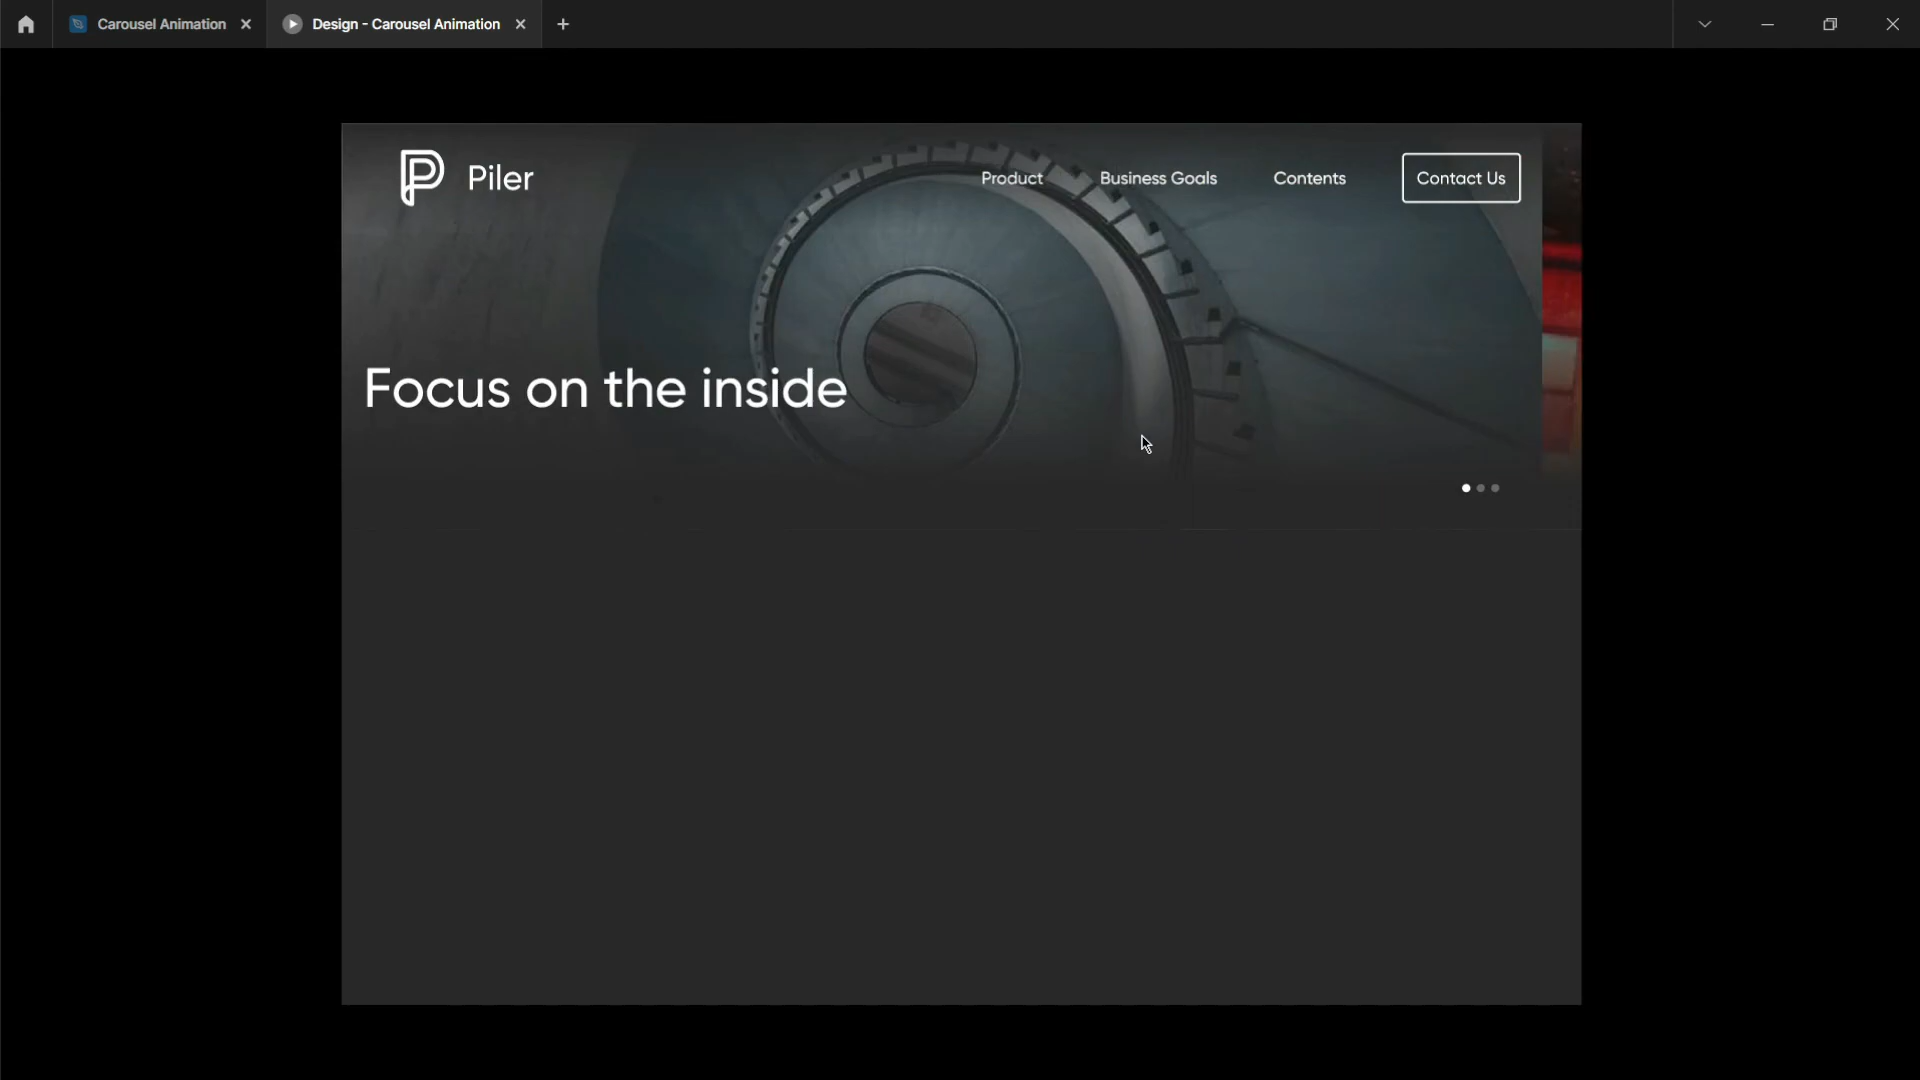 Carousel Animation
Design - Carousel Animation
Piler
Product
Business Goals
Contents
Contact Us
Focus on the inside